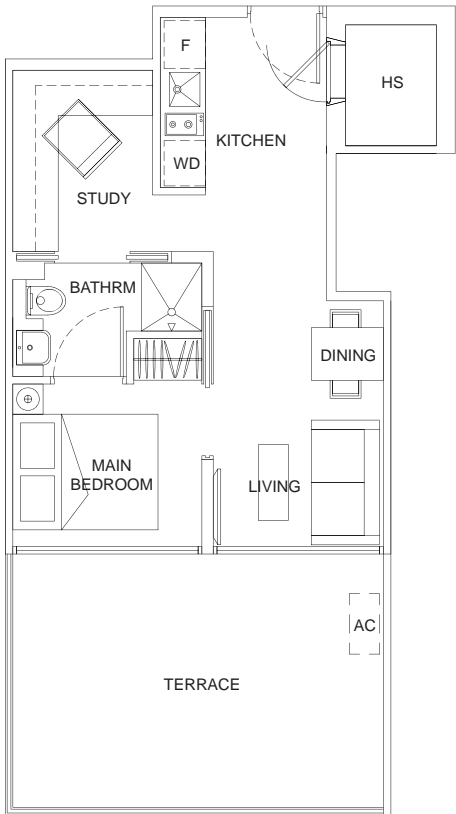 F
HS
KITCHEN
WD
STUDY
BATHRM
DINING
MAIN
BEDROOM
LIVING
AC
TERRACE